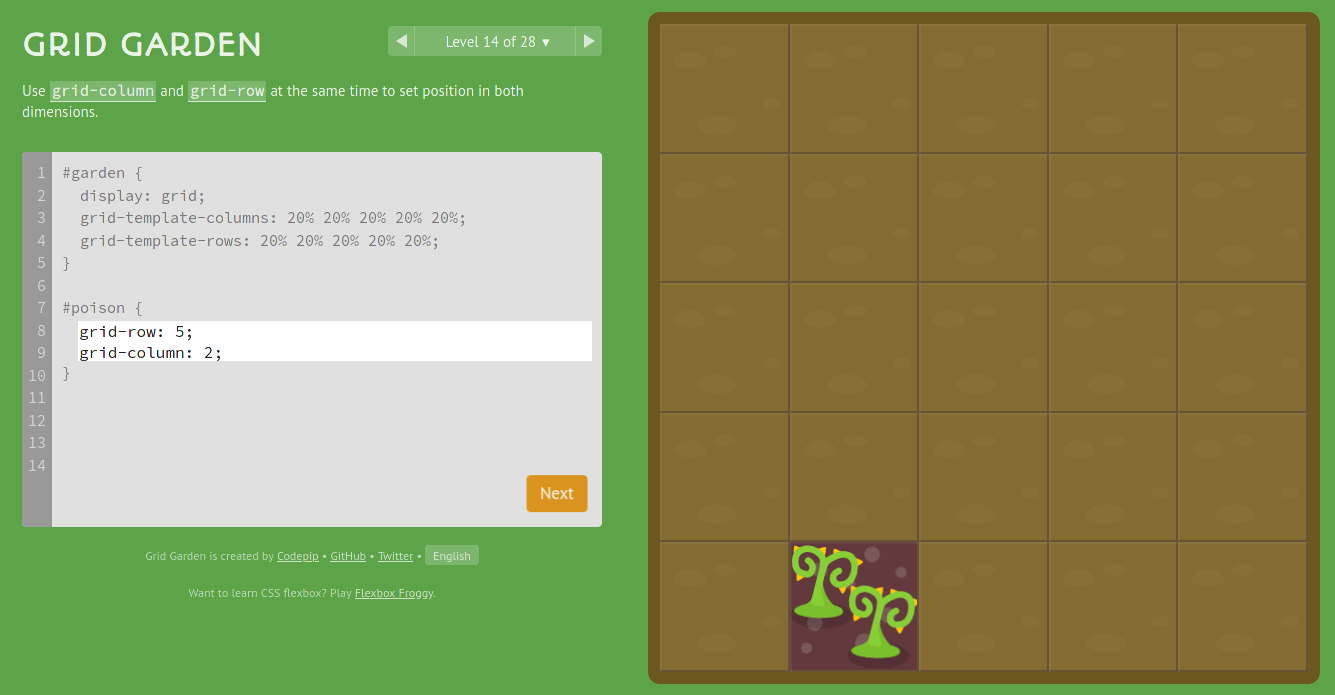 GRID GARDEN
◀ Level 14 of 28 ▼ ▶
Use grid-column and grid-row at the same time to set position in both
dimensions.
1 #garden {
2 display: grid;
3 grid-template-columns: 20% 20% 20% 20% 20%;
4 grid-template-rows: 20% 20% 20% 20% 20%;
5 }
6
7 #poison {
8 grid-row: 5;
9 grid-column: 2;
10 }
11
12
13
14
Next
Grid Garden is created by Codepip • GitHub • Twitter • English
Want to learn CSS flexbox? Play Flexbox Froggy.